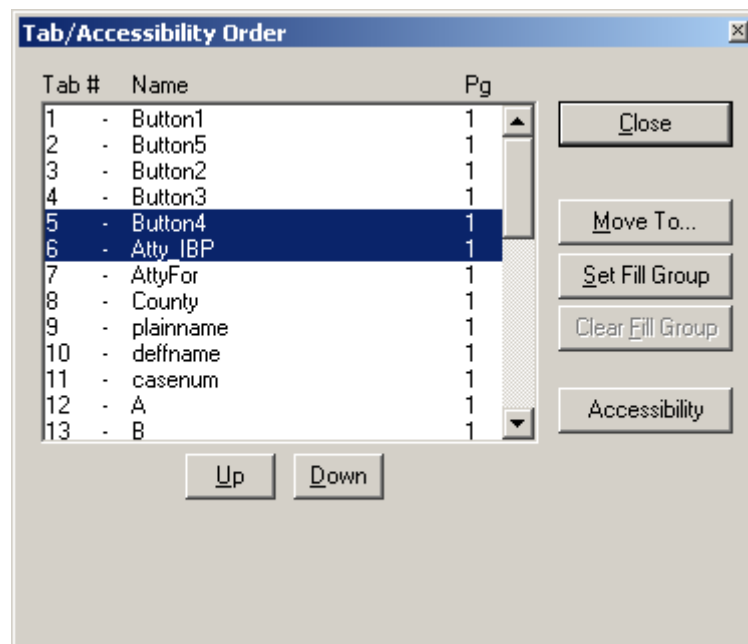 Tab/Accessibility Order
Tab # Name Pg
1 - Button1 1
2 - Button5 1
3 - Button2 1
4 - Button3 1
5 - Button4 1
6 - Atty_IBP 1
7 - AttyFor 1
8 - County 1
9 - plainname 1
10 - deffname 1
11 - casenum 1
12 - A 1
13 - B 1
Close
Move To...
Set Fill Group
Clear Fill Group
Accessibility
Up Down